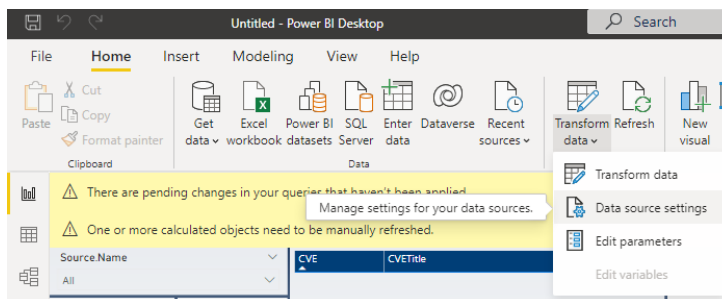 Untitled - Power BI Desktop
Search
File Home Insert Modeling View Help
Paste
Cut
Copy
Format painter
Clipboard
Get data
Excel workbook
Power BI datasets
SQL Server
Enter data
Dataverse
Recent sources
Data
Transform data
Refresh
New visual
There are pending changes in your queries that haven't been applied.
One or more calculated objects need to be manually refreshed.
Manage settings for your data sources.
Transform data
Data source settings
Edit parameters
Edit variables
Source.Name
All
CVE
CVETitle